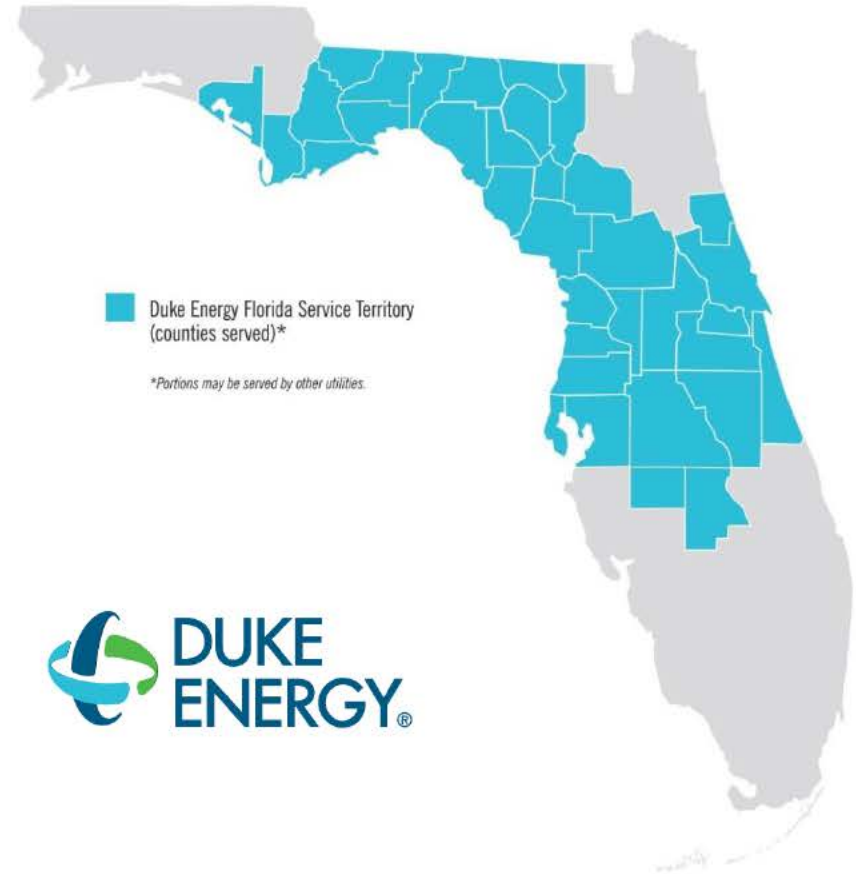 Duke Energy Florida Service Territory
(counties served)*
*Portions may be served by other utilities.
DUKE
ENERGY®